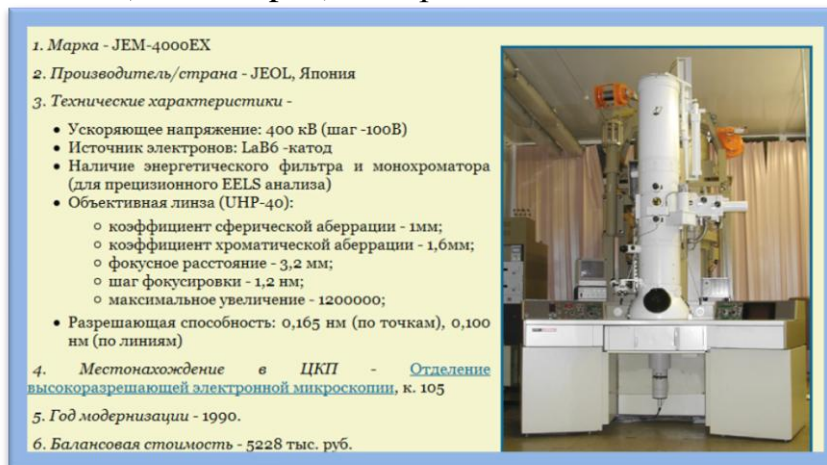 1. Марка - JEM-4000EX
2. Производитель/страна - JEOL, Япония
3. Технические характеристики -
• Ускоряющее напряжение: 400 кВ (шаг -100В)
• Источник электронов: LaB6 -катод
• Наличие энергетического фильтра и монохроматора
(для прецизионного EELS анализа)
• Объективная линза (UHP-40):
○ коэффициент сферической аберрации - 1мм;
○ коэффициент хроматической аберрации - 1,6мм;
○ фокусное расстояние - 3,2 мм;
○ шаг фокусировки - 1,2 нм;
○ максимальное увеличение - 1200000;
• Разрешающая способность: 0,165 нм (по точкам), 0,100
нм (по линиям)
4. Местонахождение в ЦКП - Отделение
высокоразрешающей электронной микроскопии, к. 105
5. Год модернизации - 1990.
6. Балансовая стоимость - 5228 тыс. руб.